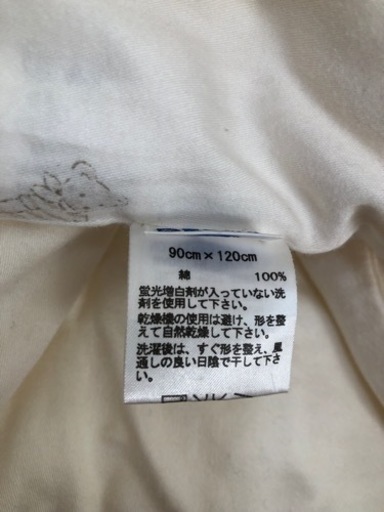 90cm×120cm
綿 100%
蛍光増白剤が入っていない洗
剤を使用して下さい。
乾燥機の使用は避け、形を整
えて自然乾燥して下さい。
洗濯後は、すぐ形を整え、風
通しの良い日陰で干して下さ
い。